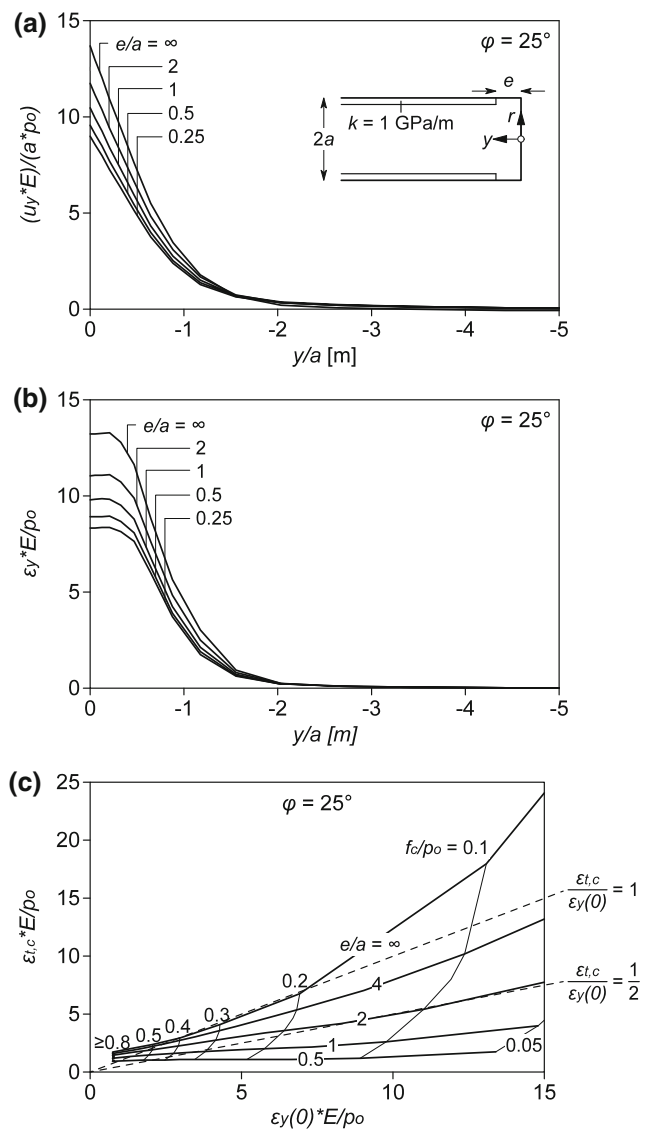 (a)
15
10
5
0
(uy*E)/(a*po)
e/a = ∞
2
1
0.5
0.25
φ = 25°
e
r
y
2a
k = 1 GPa/m
0 -1 -2 -3 -4 -5
y/a [m]
(b)
15
10
5
0
εy*E/po
e/a = ∞
2
1
0.5
0.25
φ = 25°
0 -1 -2 -3 -4 -5
y/a [m]
(c)
25
20
15
10
5
0
εt,c*E/po
φ = 25°
fc/po = 0.1
εt,c/εy(0) = 1
e/a = ∞
4
εt,c/εy(0) = 1/2
2
1
0.5
≥0.8 0.5 0.4 0.3 0.2
0.05
0 5 10 15
εy(0)*E/po